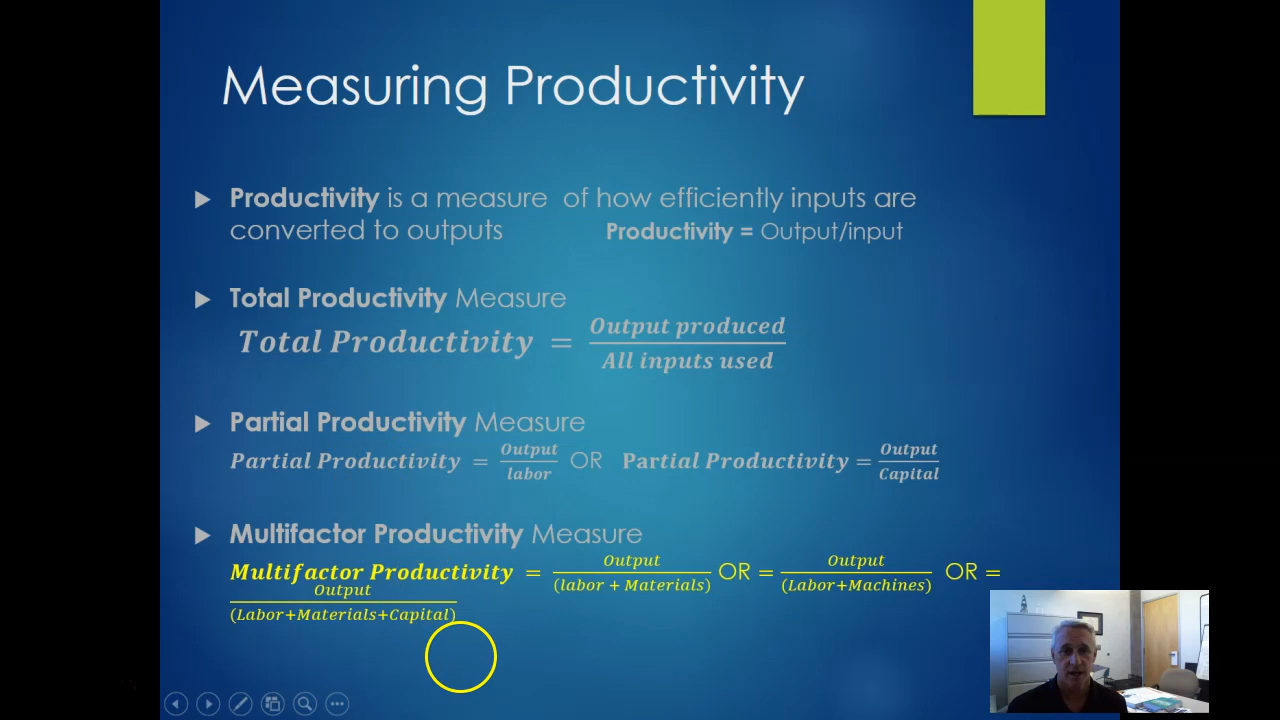 Measuring Productivity
Productivity is a measure of how efficiently inputs are
converted to outputs Productivity = Output/input
Total Productivity Measure
Total Productivity = Output produced / All inputs used
Partial Productivity Measure
Partial Productivity = Output / labor OR Partial Productivity = Output / Capital
Multifactor Productivity Measure
Multifactor Productivity = Output / (labor + Materials) OR = Output / (Labor+Machines) OR =
Output / (Labor+Materials+Capital)